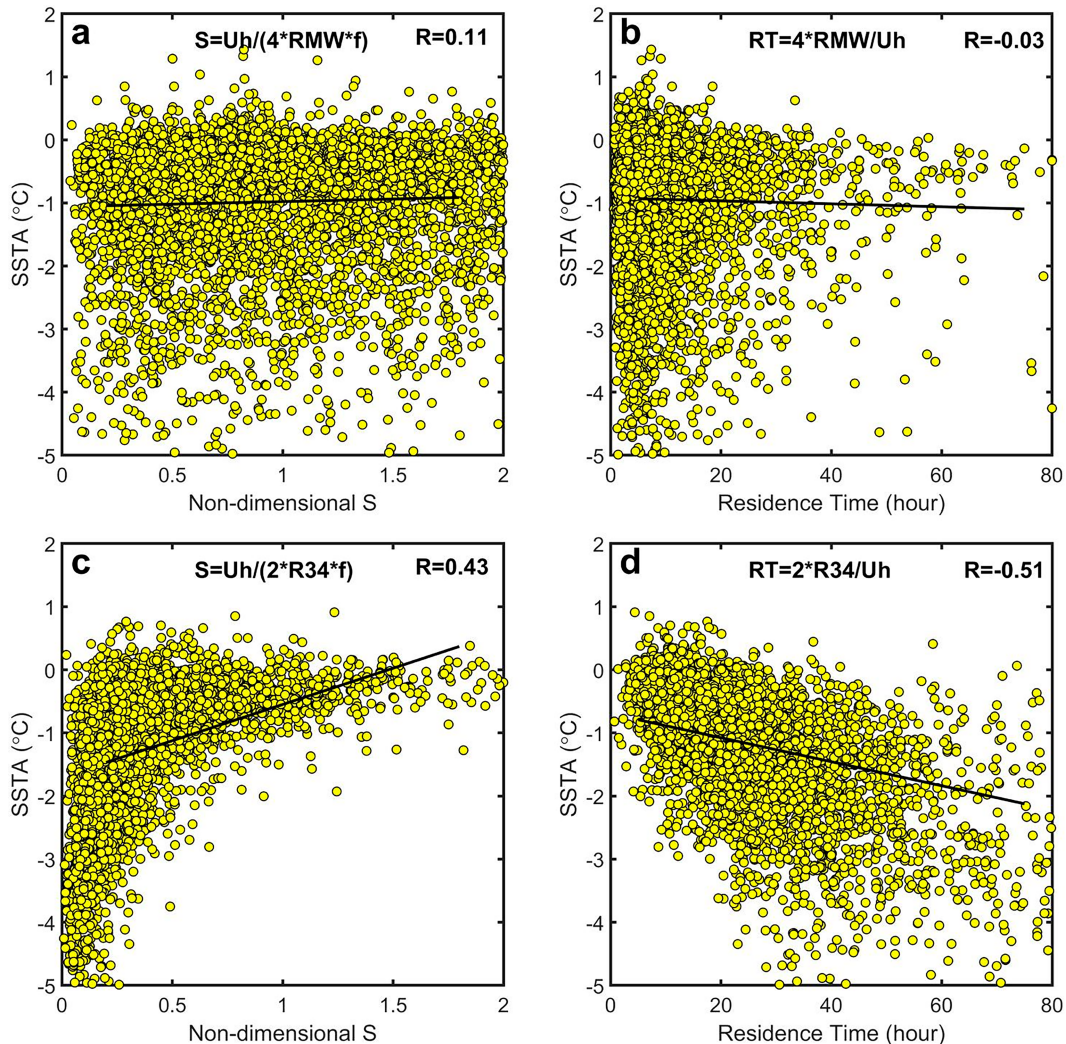 a
S=Uh/(4*RMW*f)
R=0.11
2
1
0
-1
-2
-3
-4
-5
SSTA (°C)
0
0.5
1
1.5
2
Non-dimensional S
b
RT=4*RMW/Uh
R=-0.03
2
1
0
-1
-2
-3
-4
-5
SSTA (°C)
0
20
40
60
80
Residence Time (hour)
c
S=Uh/(2*R34*f)
R=0.43
2
1
0
-1
-2
-3
-4
-5
SSTA (°C)
0
0.5
1
1.5
2
Non-dimensional S
d
RT=2*R34/Uh
R=-0.51
2
1
0
-1
-2
-3
-4
-5
SSTA (°C)
0
20
40
60
80
Residence Time (hour)